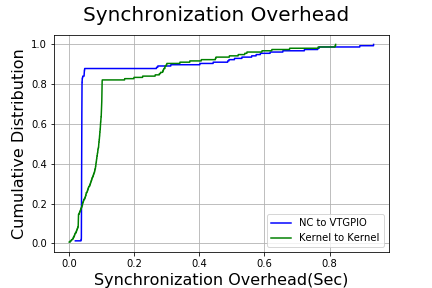 Synchronization Overhead
1.0
0.8
0.6
0.4
0.2
0.0
Cumulative Distribution
0.0 0.2 0.4 0.6 0.8
Synchronization Overhead(Sec)
NC to VTGPIO
Kernel to Kernel